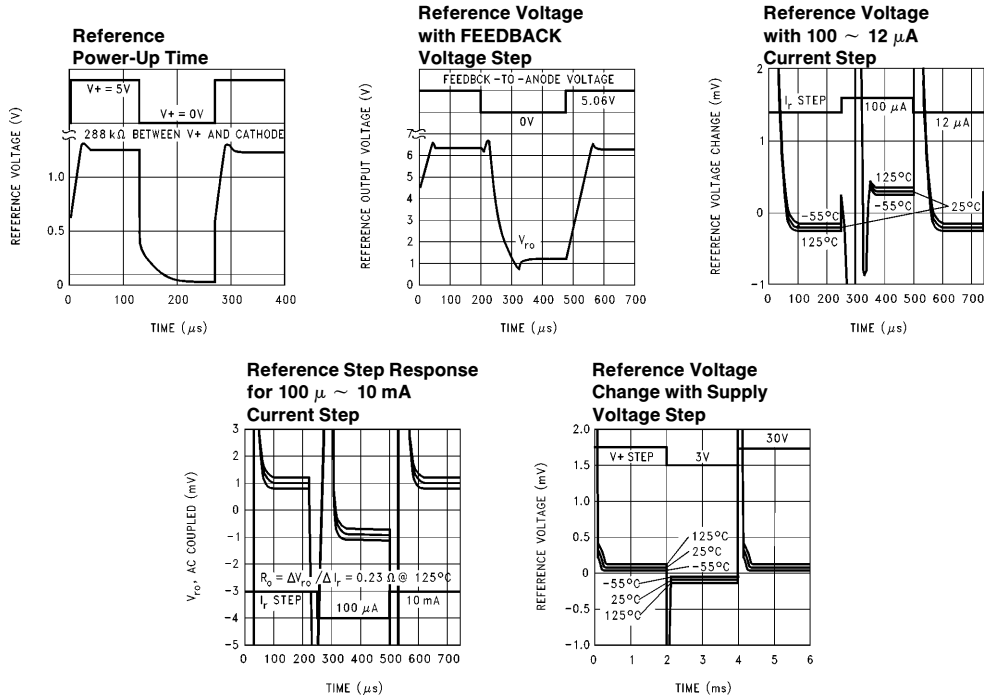 Reference
Power-Up Time
REFERENCE VOLTAGE (V)
V+ = 5V
V+ = 0V
288 kΩ BETWEEN V+ AND CATHODE
1.0
0.5
0
0 100 200 300 400
TIME (μs)
Reference Voltage
with FEEDBACK
Voltage Step
REFERENCE OUTPUT VOLTAGE (V)
FEEDBCK -TO -ANODE VOLTAGE
5.06V
0V
7
6
5
4
3
2
1
0
Vro
0 100 200 300 400 500 600 700
TIME (μs)
Reference Voltage
with 100 ∼ 12 μA
Current Step
REFERENCE VOLTAGE CHANGE (mV)
2
1
0
-1
Ir STEP
100 μA
12 μA
125°C
-55°C
25°C
-55°C
125°C
0 100 200 300 400 500 600 700
TIME (μs)
Reference Step Response
for 100 μ ∼ 10 mA
Current Step
Vro, AC COUPLED (mV)
3
2
1
0
-1
-2
-3
-4
-5
Ro = ΔVro/ΔIr = 0.23 Ω @ 125°C
Ir STEP
100 μA
10 mA
0 100 200 300 400 500 600 700
TIME (μs)
Reference Voltage
Change with Supply
Voltage Step
REFERENCE VOLTAGE (mV)
2.0
1.5
1.0
0.5
0
-0.5
-1.0
V+ STEP
3V
30V
125°C
25°C
-55°C
-55°C
25°C
125°C
0 1 2 3 4 5 6
TIME (ms)